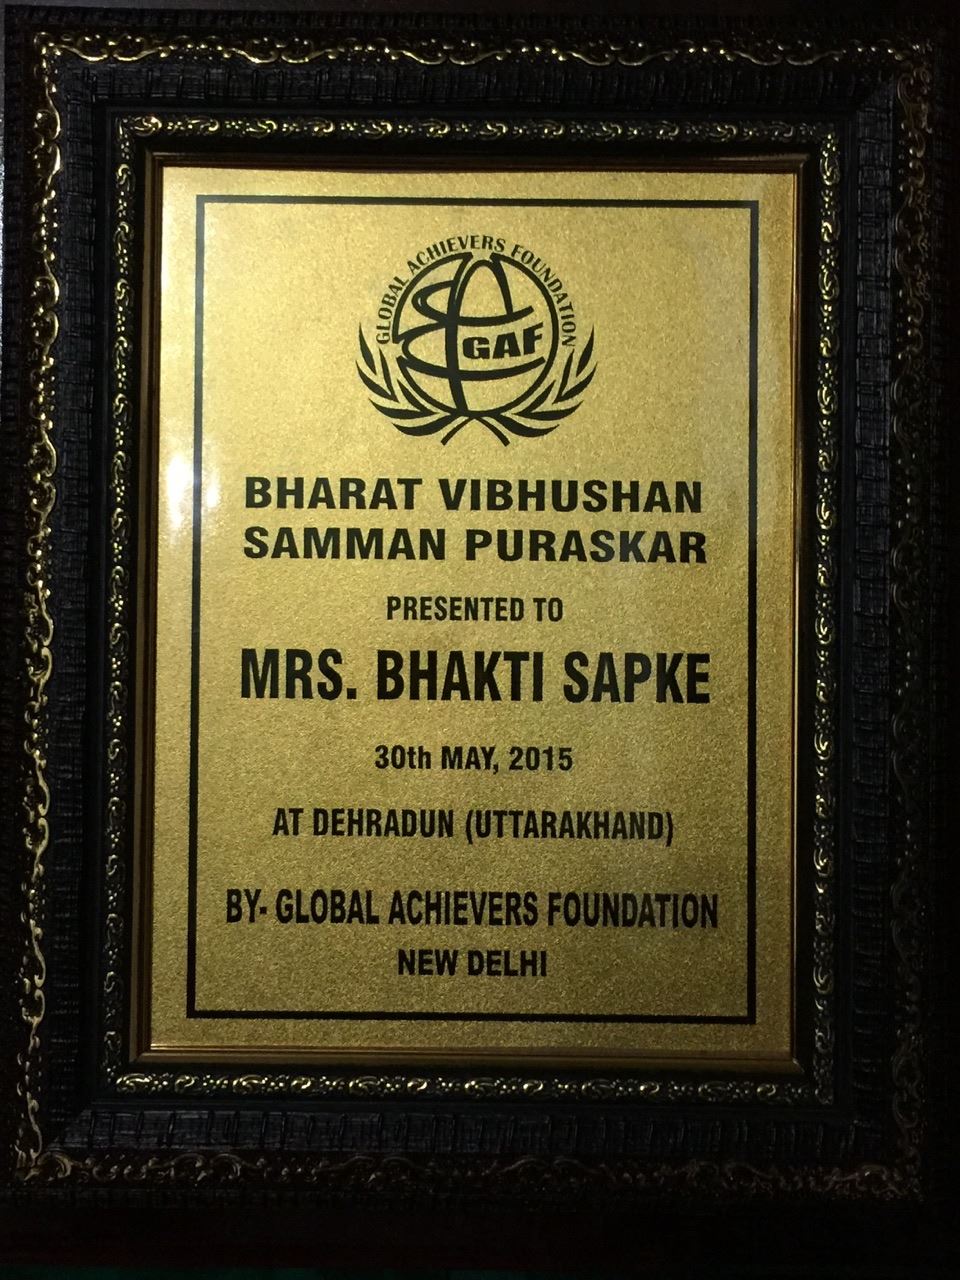 GLOBAL ACHIEVERS FOUNDATION
GAF
BHARAT VIBHUSHAN
SAMMAN PURASKAR
PRESENTED TO
MRS. BHAKTI SAPKE
30th MAY, 2015
AT DEHRADUN (UTTARAKHAND)
BY- GLOBAL ACHIEVERS FOUNDATION
NEW DELHI